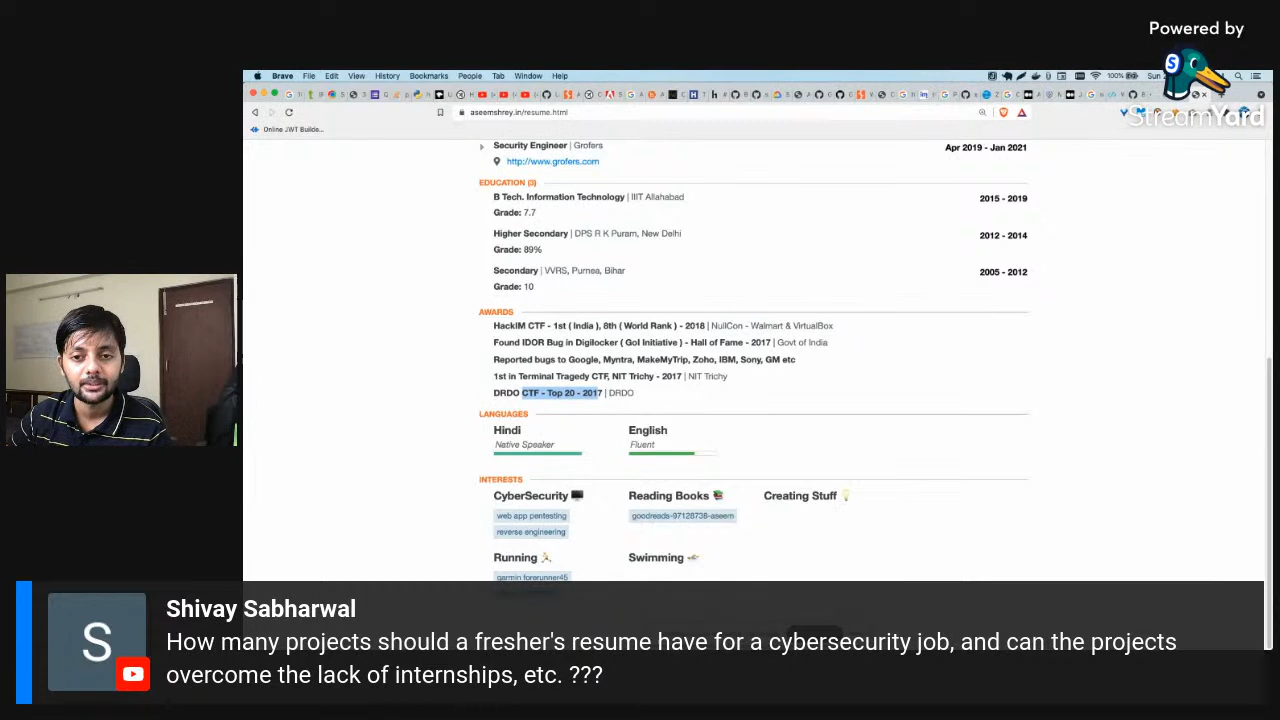 Powered by
S
StreamYard
Brave File Edit View History Bookmarks People Tab Window Help
100%
Sun
aseemshrey.in/resume.html
Online JWT Builde...
Security Engineer | Grofers
Apr 2019 - Jan 2021
http://www.grofers.com
EDUCATION (3)
B Tech. Information Technology | IIIT Allahabad
2015 - 2019
Grade: 7.7
Higher Secondary | DPS R K Puram, New Delhi
2012 - 2014
Grade: 89%
Secondary | VVRS, Purnea, Bihar
2005 - 2012
Grade: 10
AWARDS
HackIM CTF - 1st ( India ), 8th ( World Rank ) - 2018 | NullCon - Walmart & VirtualBox
Found IDOR Bug in Digilocker ( GoI Initiative ) - Hall of Fame - 2017 | Govt of India
Reported bugs to Google, Myntra, MakeMyTrip, Zoho, IBM, Sony, GM etc
1st in Terminal Tragedy CTF, NIT Trichy - 2017 | NIT Trichy
DRDO CTF - Top 20 - 2017 | DRDO
LANGUAGES
Hindi English
Native Speaker Fluent
INTERESTS
CyberSecurity Reading Books Creating Stuff
web app pentesting goodreads-97128738-aseem
reverse engineering
Running Swimming
garmin forerunner45
S
Shivay Sabharwal
How many projects should a fresher's resume have for a cybersecurity job, and can the projects
overcome the lack of internships, etc. ???